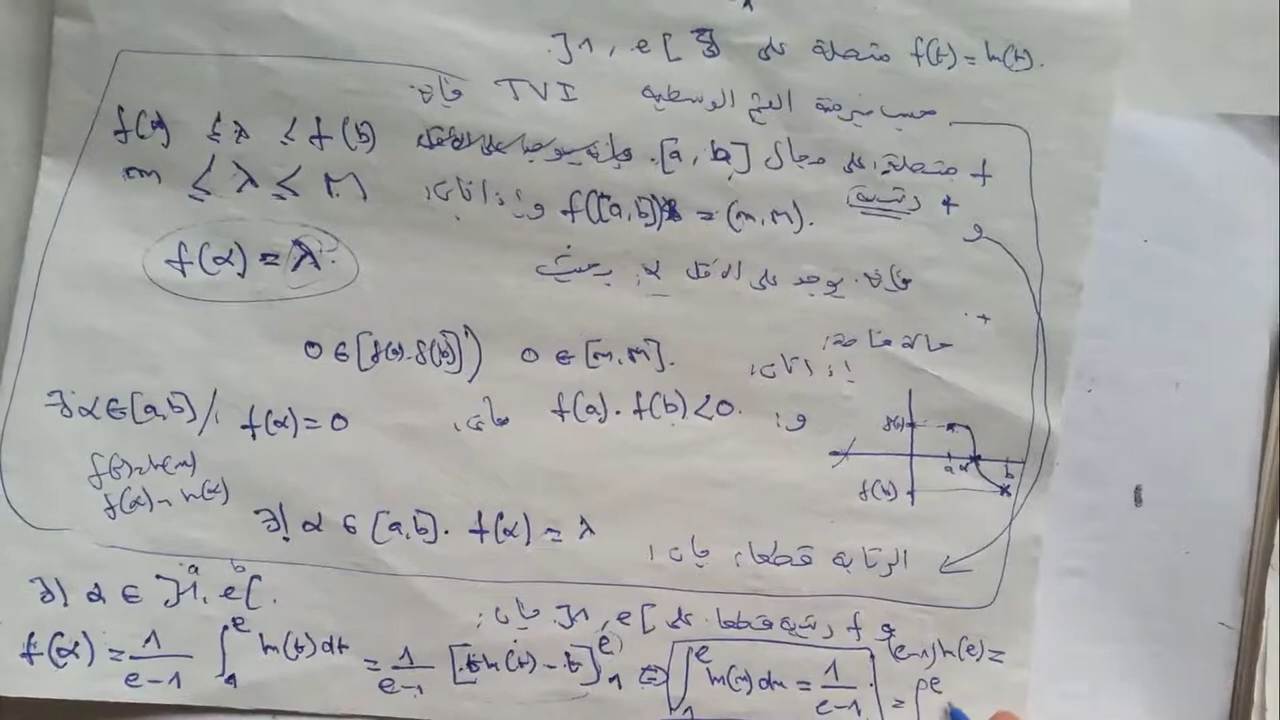 f(t) = ln(t) متصلة على ]1, e[.
حسب مبرهنة القيم الوسطية TVI فإن
f متصلة على مجال [a, b]. f(a) ≤ λ ≤ f(b)
+ رتيبة f([a,b]) = (m, M). و إذا كان m ≤ λ ≤ M
فإنه يوجد على الأقل α بحيث f(α) = λ
+ حالة خاصة:
إذا كان 0 ∈ [m, M]. 0 ∈ [f(a), f(b)]
و: f(a) . f(b) < 0. فإن ∃ α ∈ [a, b] / f(α) = 0
f(a)
a α b
f(b)
f(x) = ln(x)
f(α) = ln(α)
∃! α ∈ [a, b]. f(α) = λ
الرتابة قطعا، فإن:
و f رتيبة قطعا على ]1, e[ فإن:
a b
∃! α ∈ ]1, e[.
f(α) = 1/(e-1) ∫₁ᵉ ln(t) dt = 1/(e-1) [t ln(t) - t]₁ᵉ ⇔ ∫₁ᵉ ln(x) dx = 1/(e-1)
(e-1) ln(e) =
= ∫ᵉ